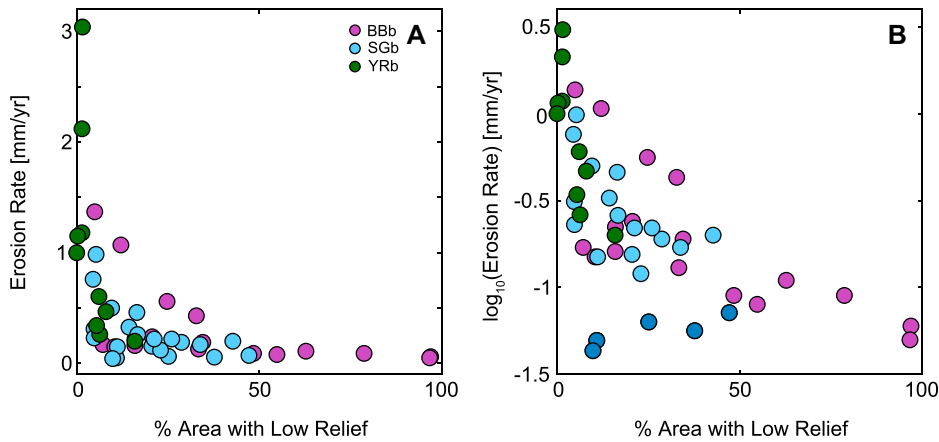 A
BBb
SGb
YRb
3
2
1
0
0
50
100
Erosion Rate [mm/yr]
% Area with Low Relief
B
0.5
0
-0.5
-1
-1.5
0
50
100
log10(Erosion Rate) [mm/yr]
% Area with Low Relief